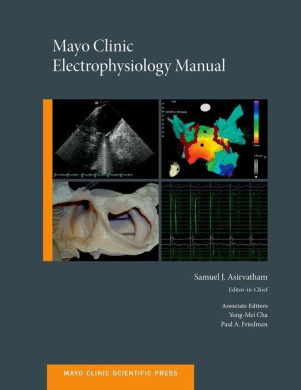 Mayo Clinic
Electrophysiology Manual
Samuel J. Asirvatham
Editor-in-Chief
Associate Editors
Yong-Mei Cha
Paul A. Friedman
MAYO CLINIC SCIENTIFIC PRESS